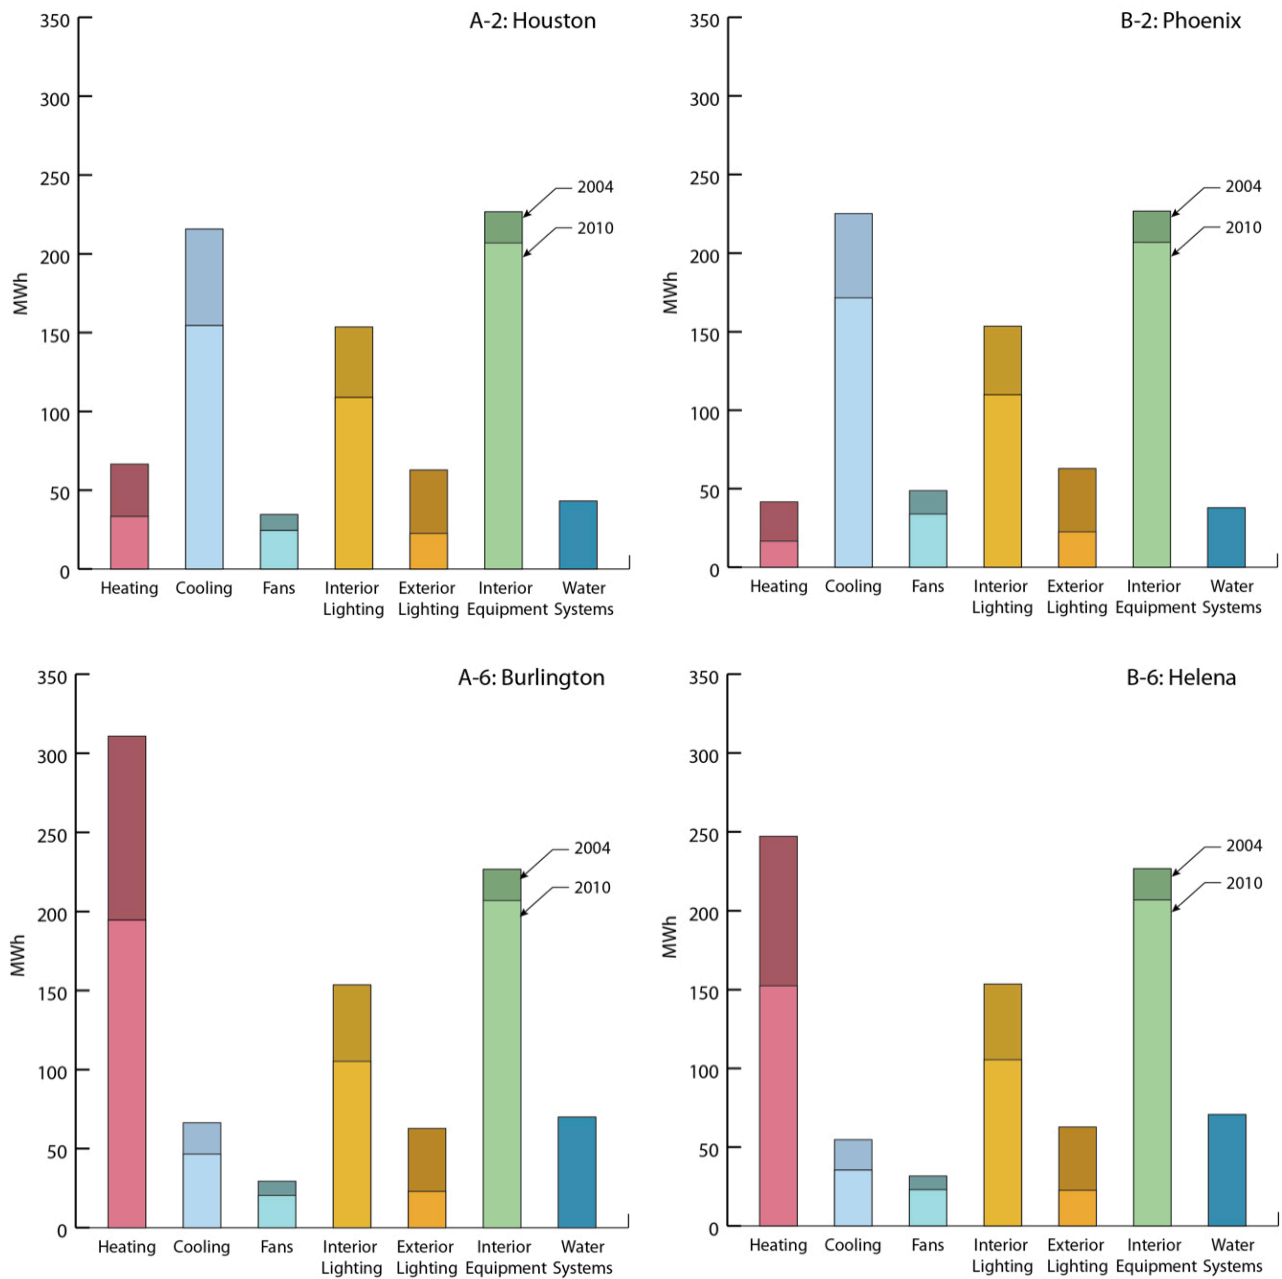 A-2: Houston
350
300
250
200
150
100
50
0
MWh
2004
2010
Heating Cooling Fans Interior Exterior Interior Water
Lighting Lighting Equipment Systems
B-2: Phoenix
350
300
250
200
150
100
50
0
MWh
2004
2010
Heating Cooling Fans Interior Exterior Interior Water
Lighting Lighting Equipment Systems
A-6: Burlington
350
300
250
200
150
100
50
0
MWh
2004
2010
Heating Cooling Fans Interior Exterior Interior Water
Lighting Lighting Equipment Systems
B-6: Helena
350
300
250
200
150
100
50
0
MWh
2004
2010
Heating Cooling Fans Interior Exterior Interior Water
Lighting Lighting Equipment Systems